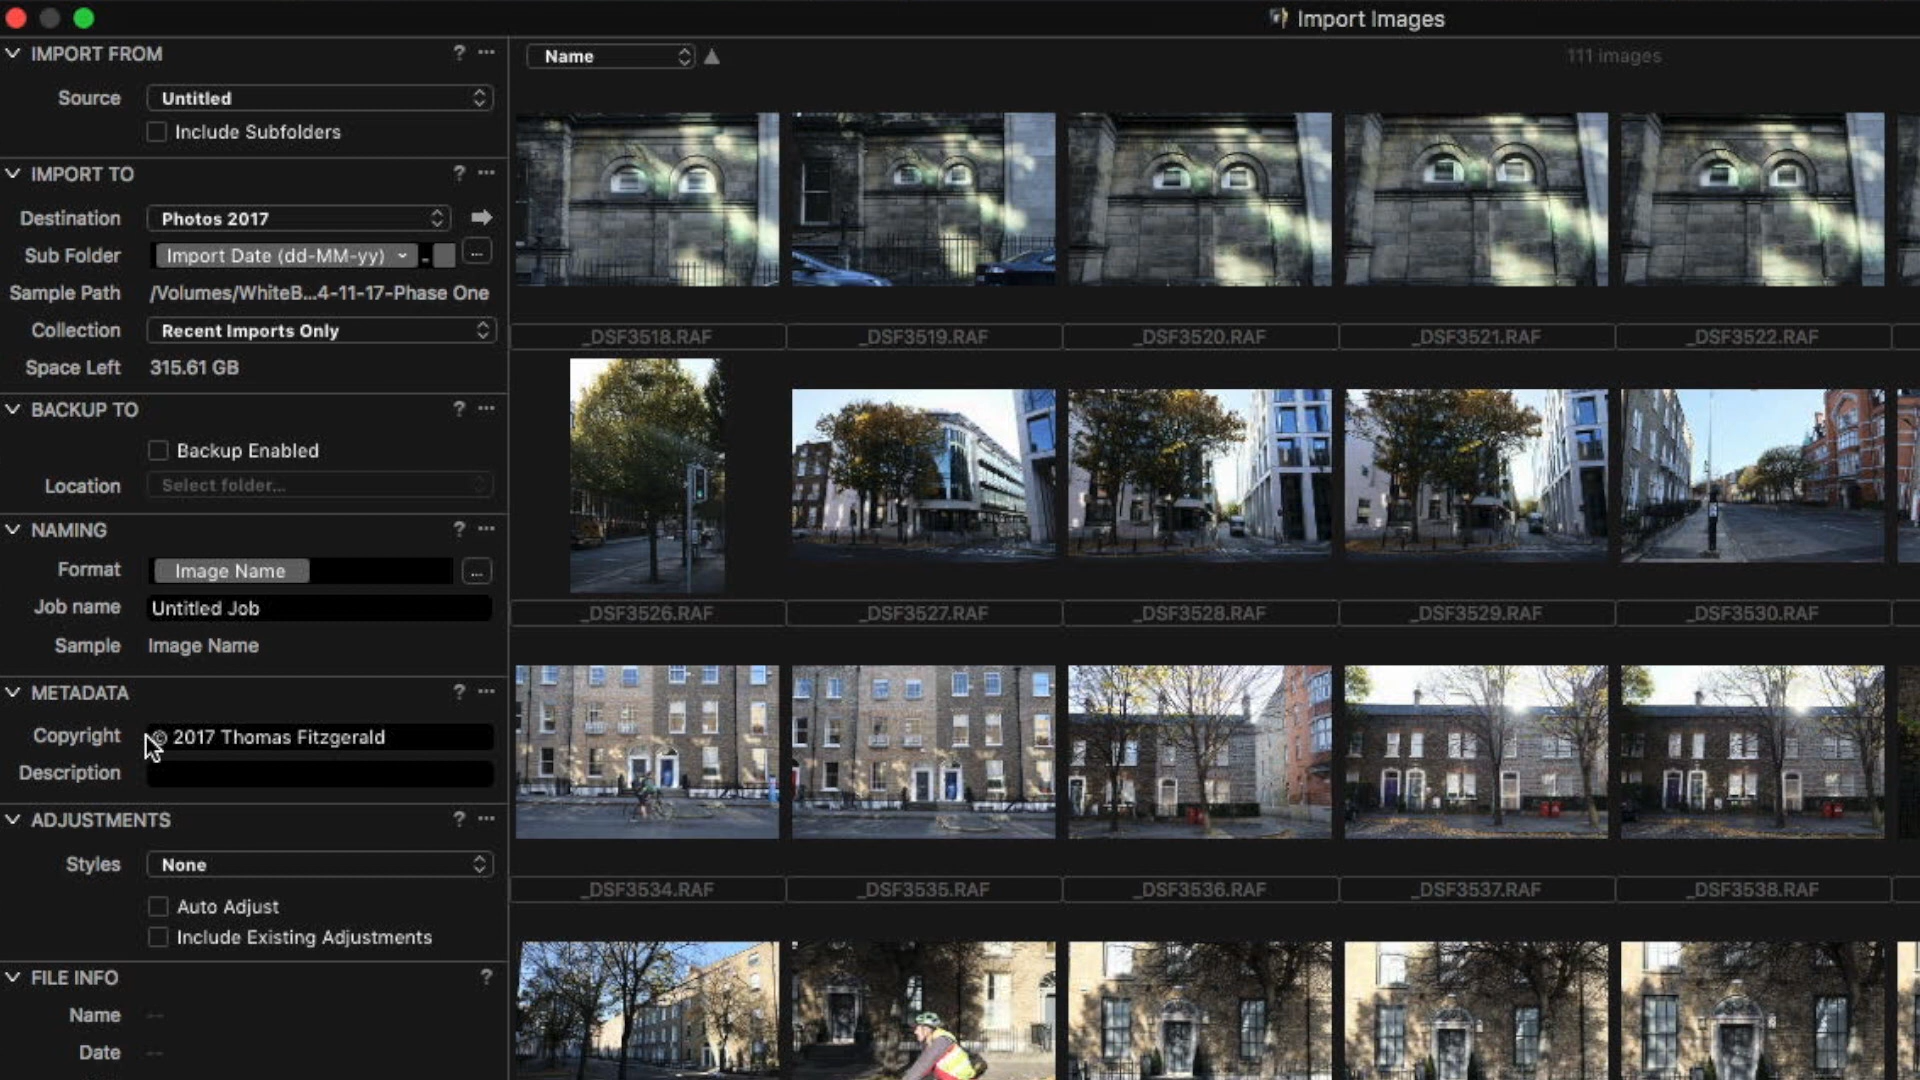 Import Images
IMPORT FROM ? ...
Source Untitled
Include Subfolders
IMPORT TO ? ...
Destination Photos 2017
Sub Folder Import Date (dd-MM-yy) - ...
Sample Path /Volumes/WhiteB...4-11-17-Phase One
Collection Recent Imports Only
Space Left 315.61 GB
BACKUP TO ? ...
Backup Enabled
Location Select folder...
NAMING ? ...
Format Image Name ...
Job name Untitled Job
Sample Image Name
METADATA ? ...
Copyright © 2017 Thomas Fitzgerald
Description
ADJUSTMENTS ? ...
Styles None
Auto Adjust
Include Existing Adjustments
FILE INFO ?
Name --
Date --
Name
111 images
_DSF3518.RAF _DSF3519.RAF _DSF3520.RAF _DSF3521.RAF _DSF3522.RAF
_DSF3526.RAF _DSF3527.RAF _DSF3528.RAF _DSF3529.RAF _DSF3530.RAF
_DSF3534.RAF _DSF3535.RAF _DSF3536.RAF _DSF3537.RAF _DSF3538.RAF